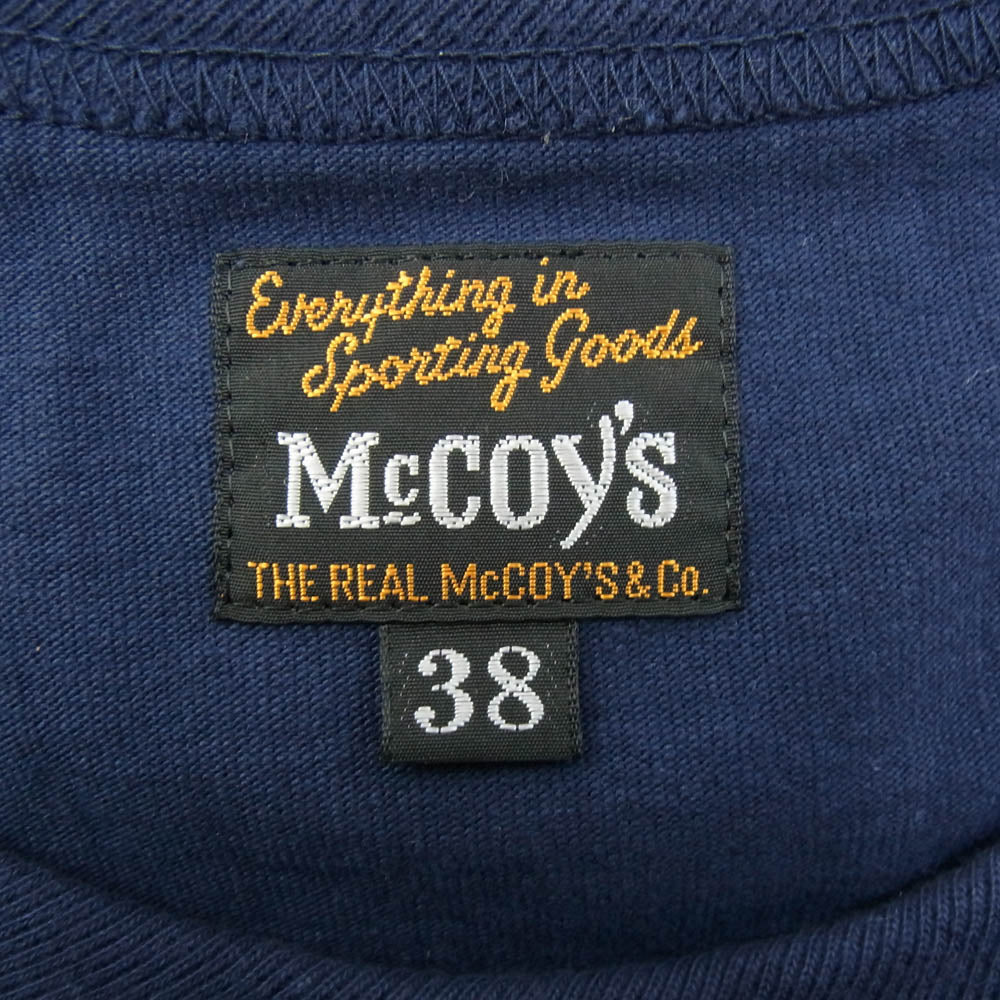 Everything in
Sporting Goods
McCOY'S
THE REAL McCOY'S & Co.
38